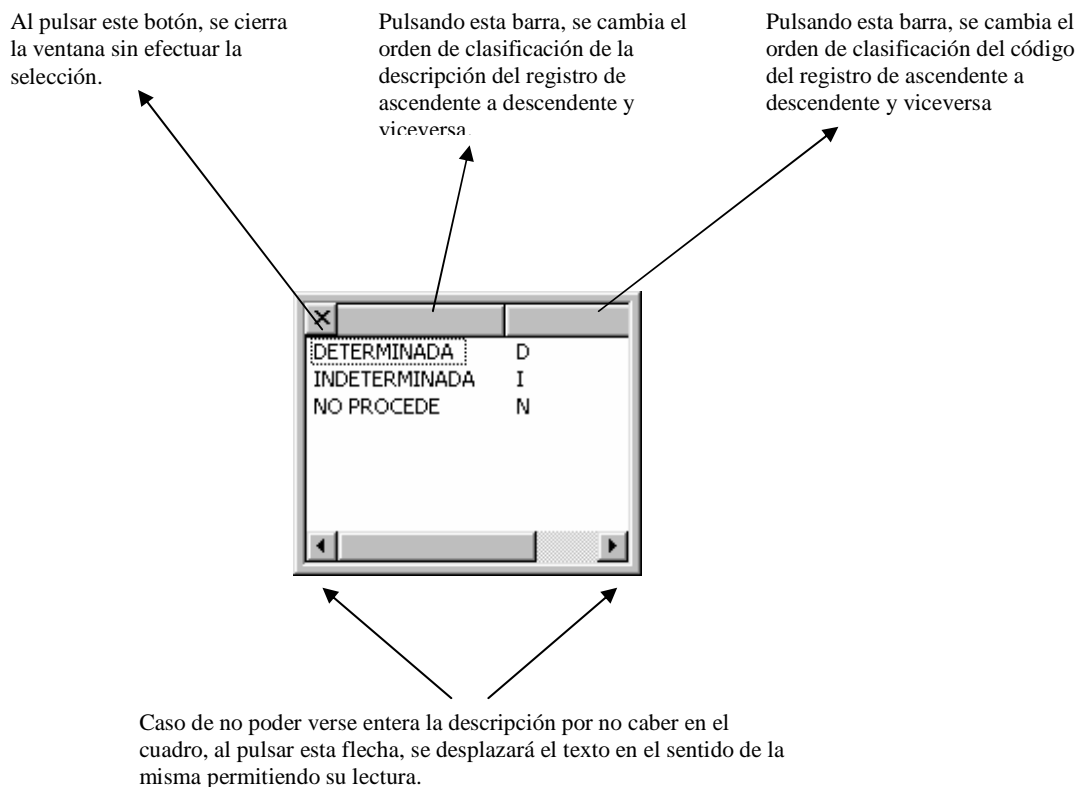 Al pulsar este botón, se cierra
la ventana sin efectuar la
selección.
Pulsando esta barra, se cambia el
orden de clasificación de la
descripción del registro de
ascendente a descendente y
viceversa.
Pulsando esta barra, se cambia el
orden de clasificación del código
del registro de ascendente a
descendente y viceversa
DETERMINADA D
INDETERMINADA I
NO PROCEDE N
Caso de no poder verse entera la descripción por no caber en el
cuadro, al pulsar esta flecha, se desplazará el texto en el sentido de la
misma permitiendo su lectura.